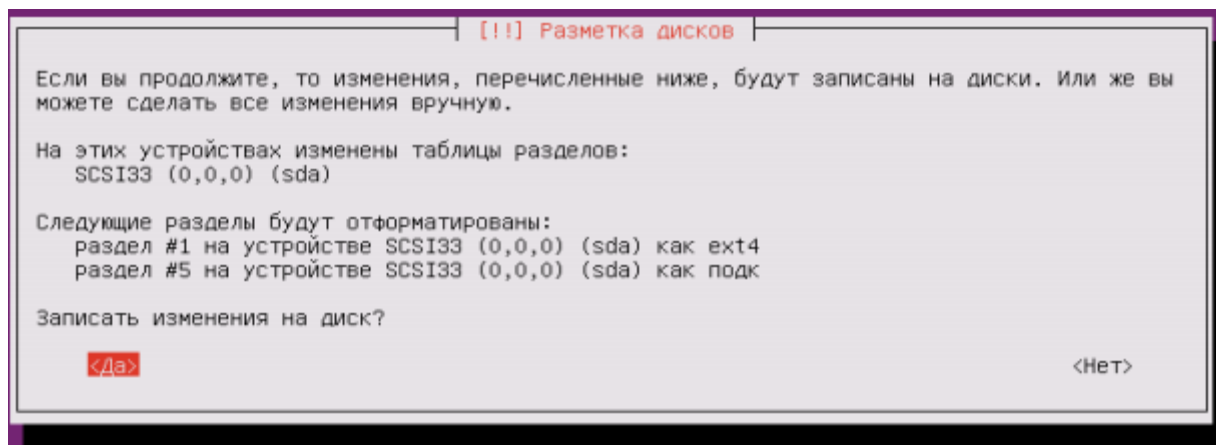 [!!] Разметка дисков
Если вы продолжите, то изменения, перечисленные ниже, будут записаны на диски. Или же вы
можете сделать все изменения вручную.
На этих устройствах изменены таблицы разделов:
SCSI33 (0,0,0) (sda)
Следующие разделы будут отформатированы:
раздел #1 на устройстве SCSI33 (0,0,0) (sda) как ext4
раздел #5 на устройстве SCSI33 (0,0,0) (sda) как подк
Записать изменения на диск?
<Да> <Нет>